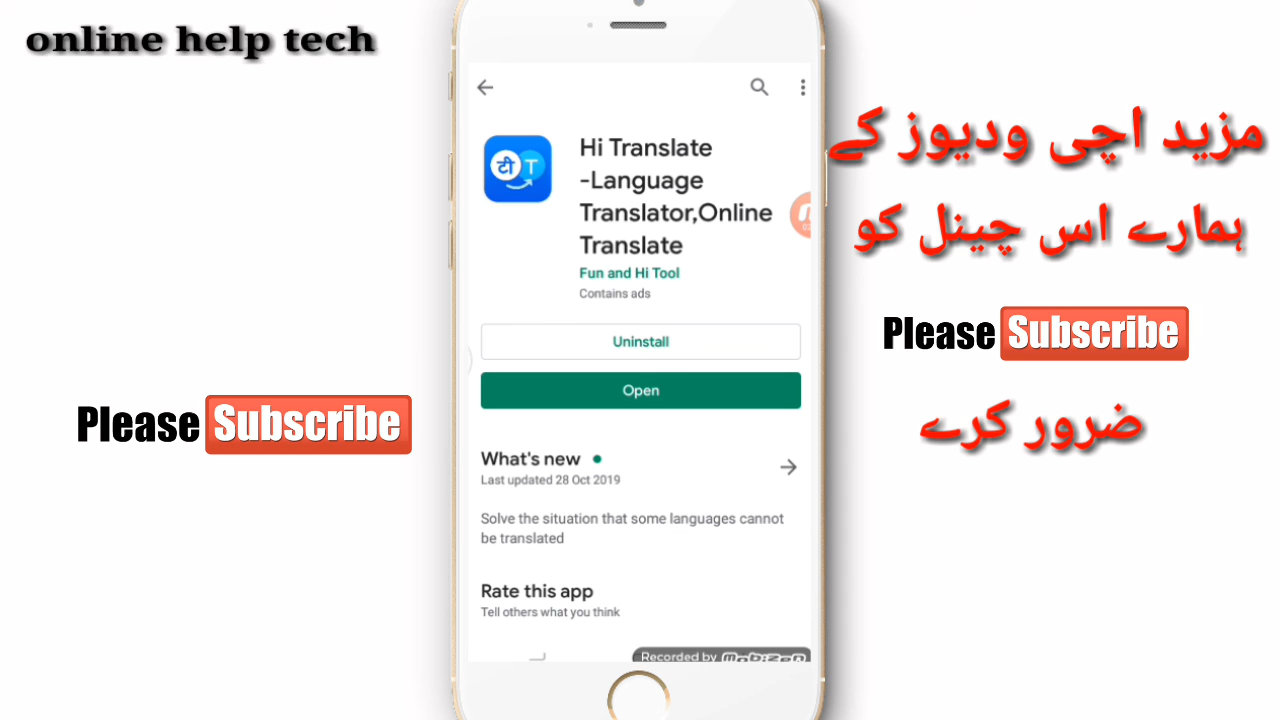 online help tech
Hi Translate
-Language
Translator,Online
Translate
Fun and Hi Tool
Contains ads
Uninstall
Open
What's new
Last updated 28 Oct 2019
Solve the situation that some languages cannot
be translated
Rate this app
Tell others what you think
Recorded by
Please Subscribe
مزید اچی ودیوز کے
ہمارے اس چینل کو
Please Subscribe
ضرور کرے
टी T